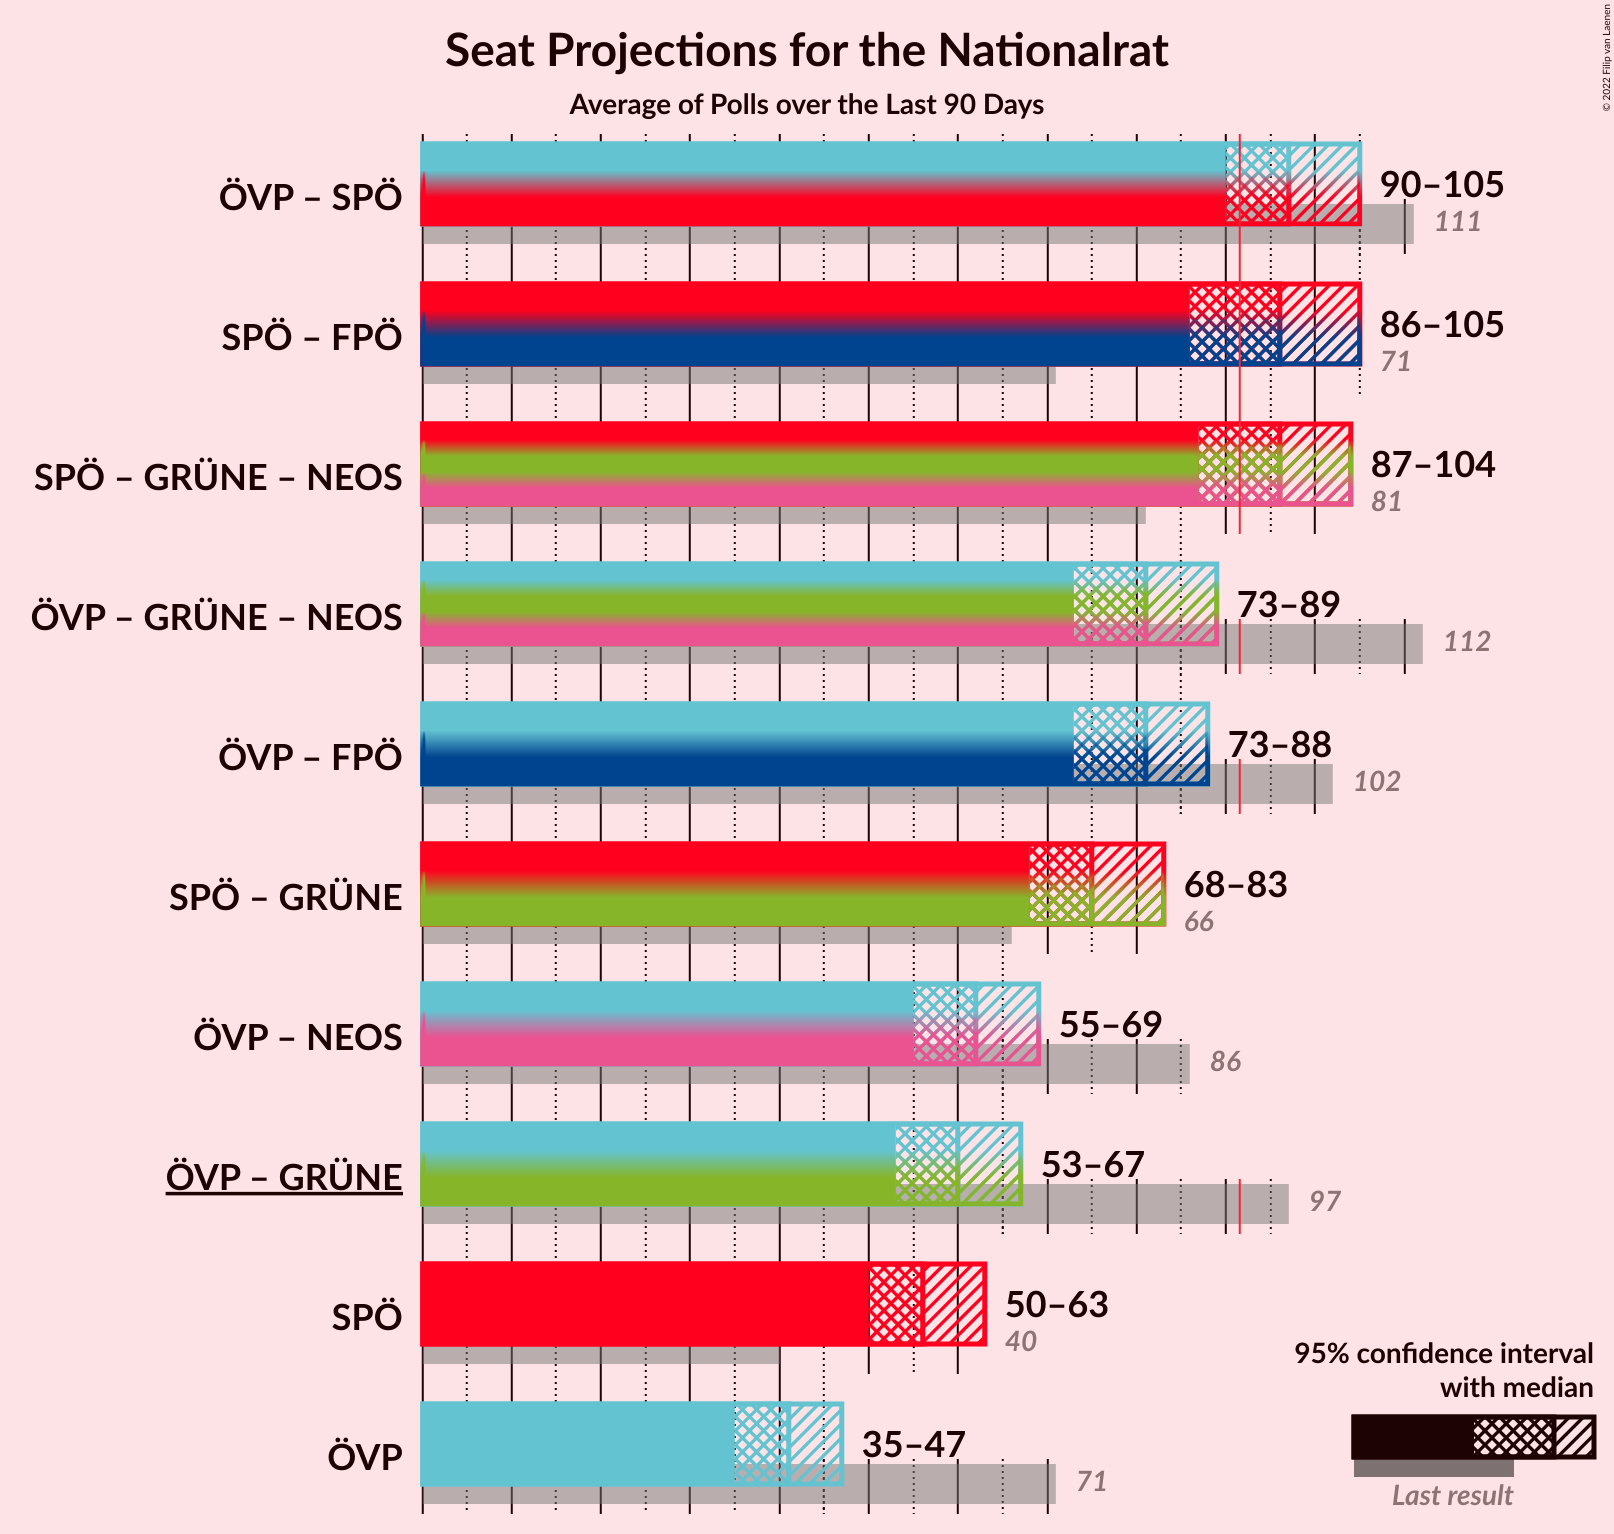 Seat Projections for the Nationalrat
Average of Polls over the Last 90 Days
© 2022 Filip van Laenen
ÖVP – SPÖ
90–105
111
SPÖ – FPÖ
86–105
71
SPÖ – GRÜNE – NEOS
87–104
81
ÖVP – GRÜNE – NEOS
73–89
112
ÖVP – FPÖ
73–88
102
SPÖ – GRÜNE
68–83
66
ÖVP – NEOS
55–69
86
ÖVP – GRÜNE
53–67
97
SPÖ
50–63
40
ÖVP
35–47
71
95% confidence interval
with median
Last result